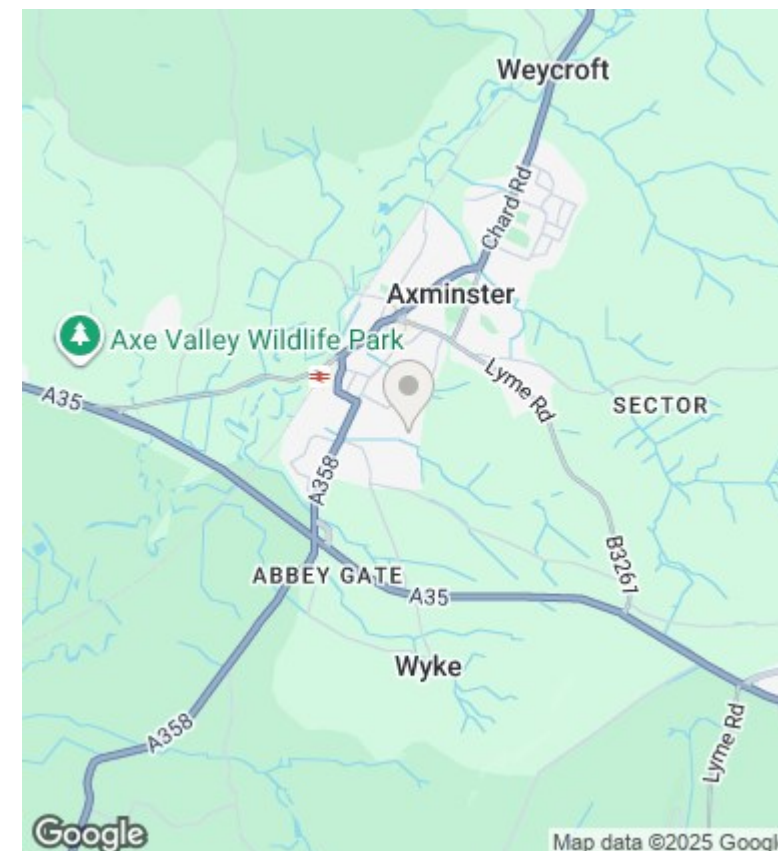 Weycroft
Chard Rd
Axminster
Axe Valley Wildlife Park
Lyme Rd
SECTOR
A35
A358
B3261
ABBEY GATE
A35
Wyke
A358
Lyme Rd
Google
Map data ©2025 Googl